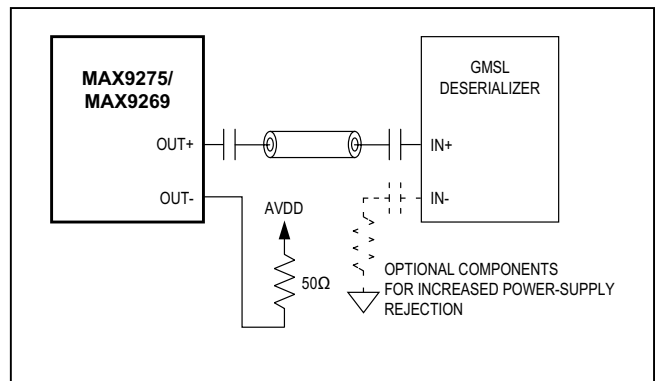 MAX9275/
MAX9269
GMSL
DESERIALIZER
OUT+
IN+
OUT-
AVDD
IN-
50Ω
OPTIONAL COMPONENTS
FOR INCREASED POWER-SUPPLY
REJECTION